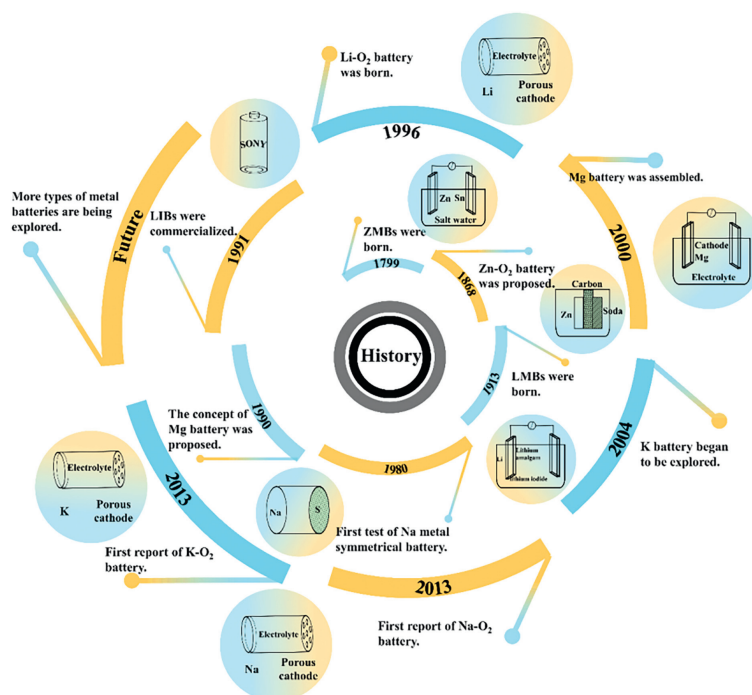 Li-O₂ battery
was born.
Electrolyte
Li
Porous
cathode
1996
SONY
Mg battery was assembled.
2000
Cathode
Mg
Electrolyte
More types of metal
batteries are being
explored.
Future
LIBs were
commercialized.
1991
ZMBs were
born.
1799
Zn Sn
Salt water
Zn-O₂ battery
was proposed.
1868
Carbon
Zn
Soda
History
LMBs were
born.
1913
Lithium
amalgam
Li
lithium iodide
K battery began
to be explored.
2004
The concept of
Mg battery was
proposed.
1990
1980
First test of Na metal
symmetrical battery.
Na
S
Electrolyte
K
Porous
cathode
2013
First report of K-O₂
battery.
2013
First report of Na-O₂
battery.
Electrolyte
Na
Porous
cathode